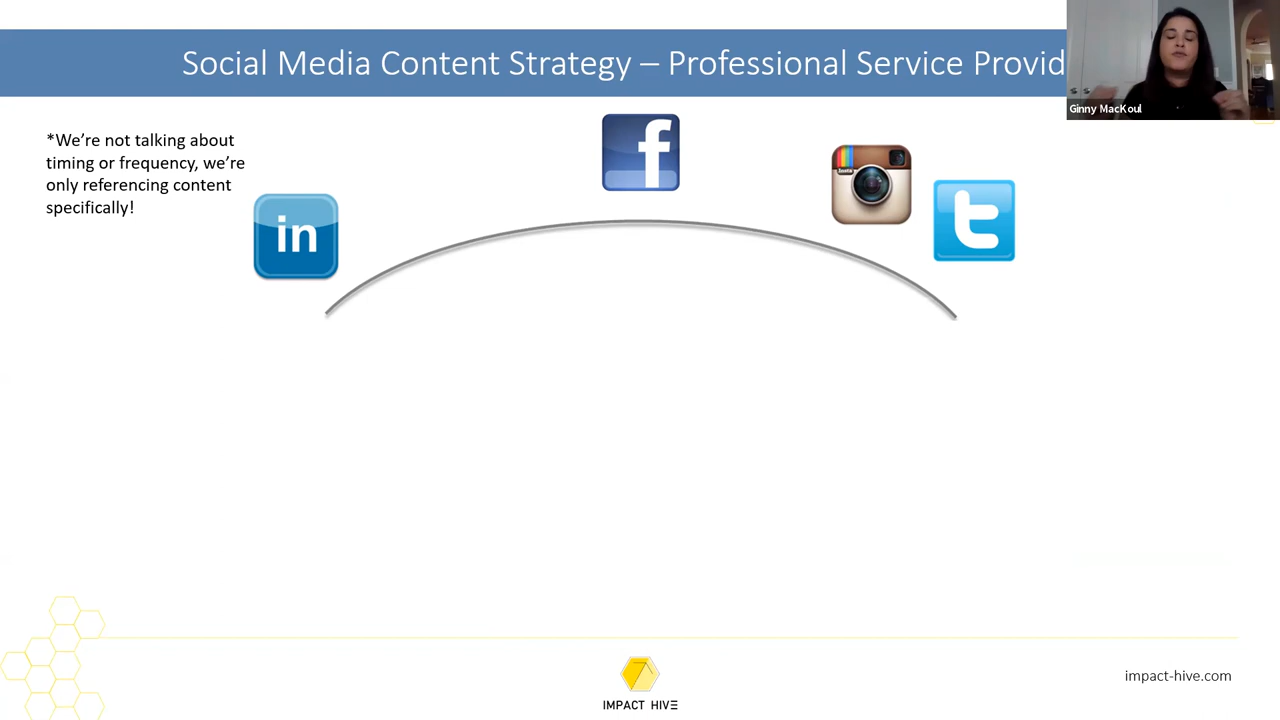 Social Media Content Strategy – Professional Service Provid
Ginny MacKoul
*We're not talking about
timing or frequency, we're
only referencing content
specifically!
f
Insta
in
t
IMPACT HIVE
impact-hive.com